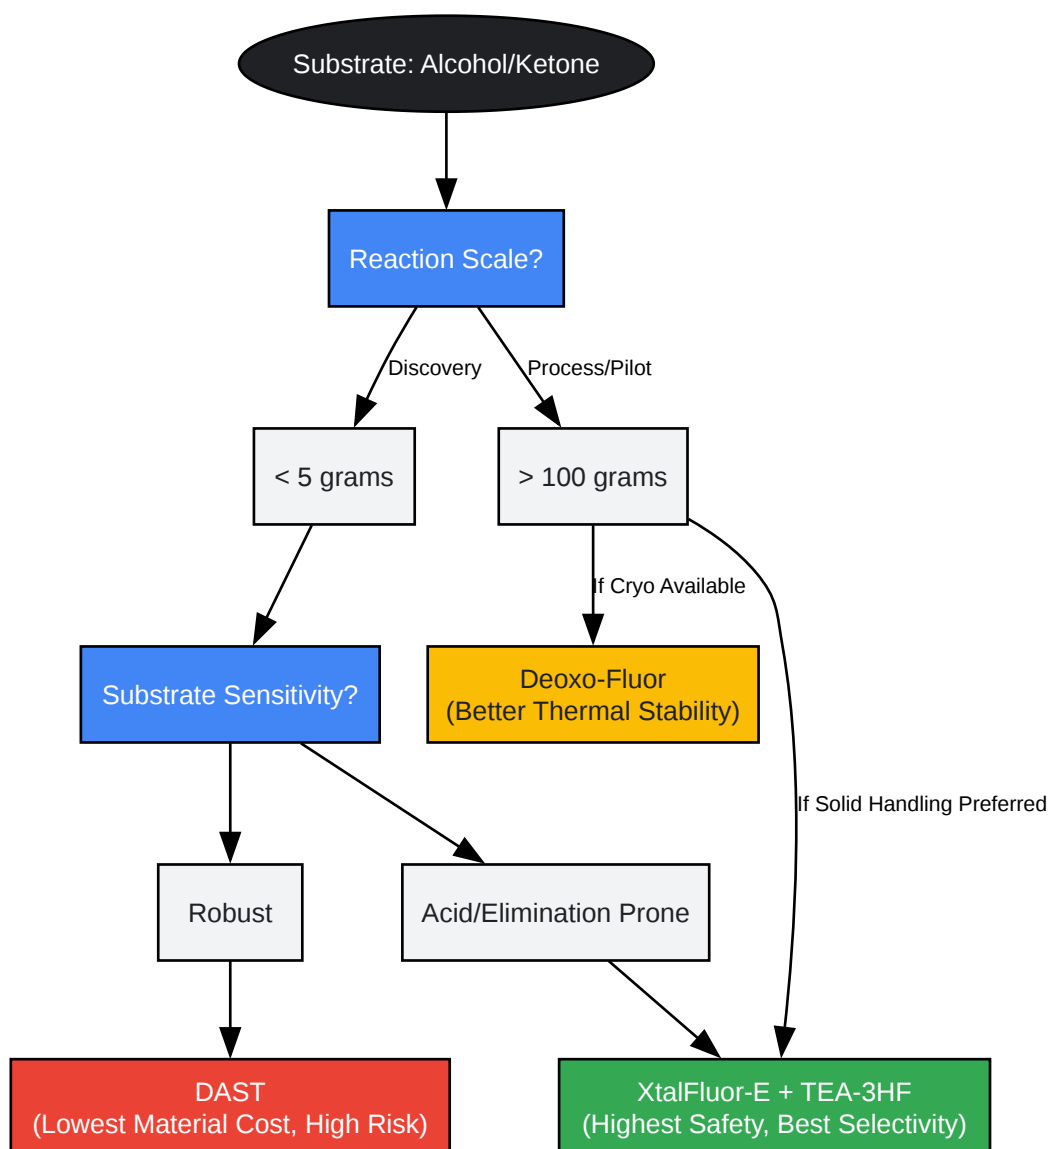 Substrate: Alcohol/Ketone
Reaction Scale?
Discovery
Process/Pilot
< 5 grams
> 100 grams
If Cryo Available
Substrate Sensitivity?
Deoxo-Fluor
(Better Thermal Stability)
If Solid Handling Preferred
Robust
Acid/Elimination Prone
DAST
(Lowest Material Cost, High Risk)
XtalFluor-E + TEA-3HF
(Highest Safety, Best Selectivity)